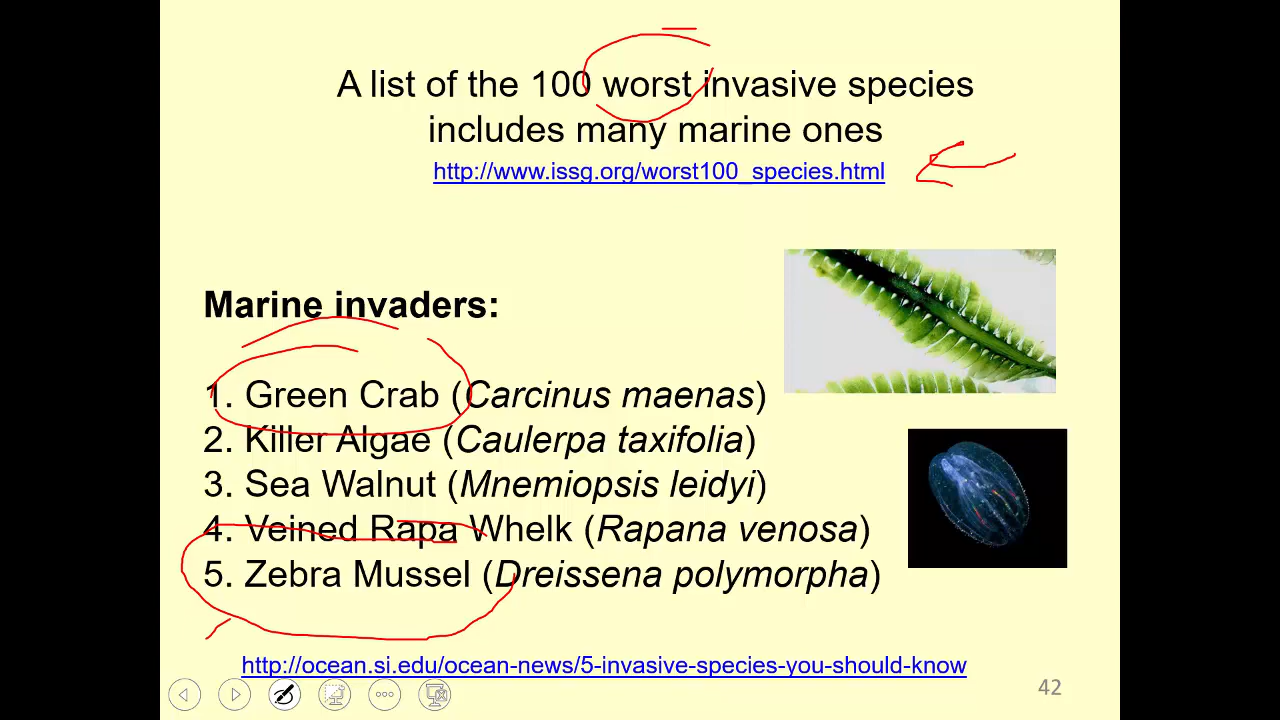 A list of the 100 worst invasive species
includes many marine ones
http://www.issg.org/worst100_species.html
Marine invaders:
1. Green Crab (Carcinus maenas)
2. Killer Algae (Caulerpa taxifolia)
3. Sea Walnut (Mnemiopsis leidyi)
4. Veined Rapa Whelk (Rapana venosa)
5. Zebra Mussel (Dreissena polymorpha)
http://ocean.si.edu/ocean-news/5-invasive-species-you-should-know
42